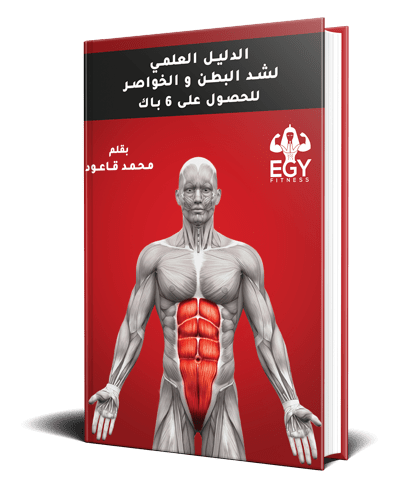 الدليل العلمي
لشد البطن و الخواصر
للحصول على 6 باك
بقلم
محمد قاعود
EGY
FITNESS